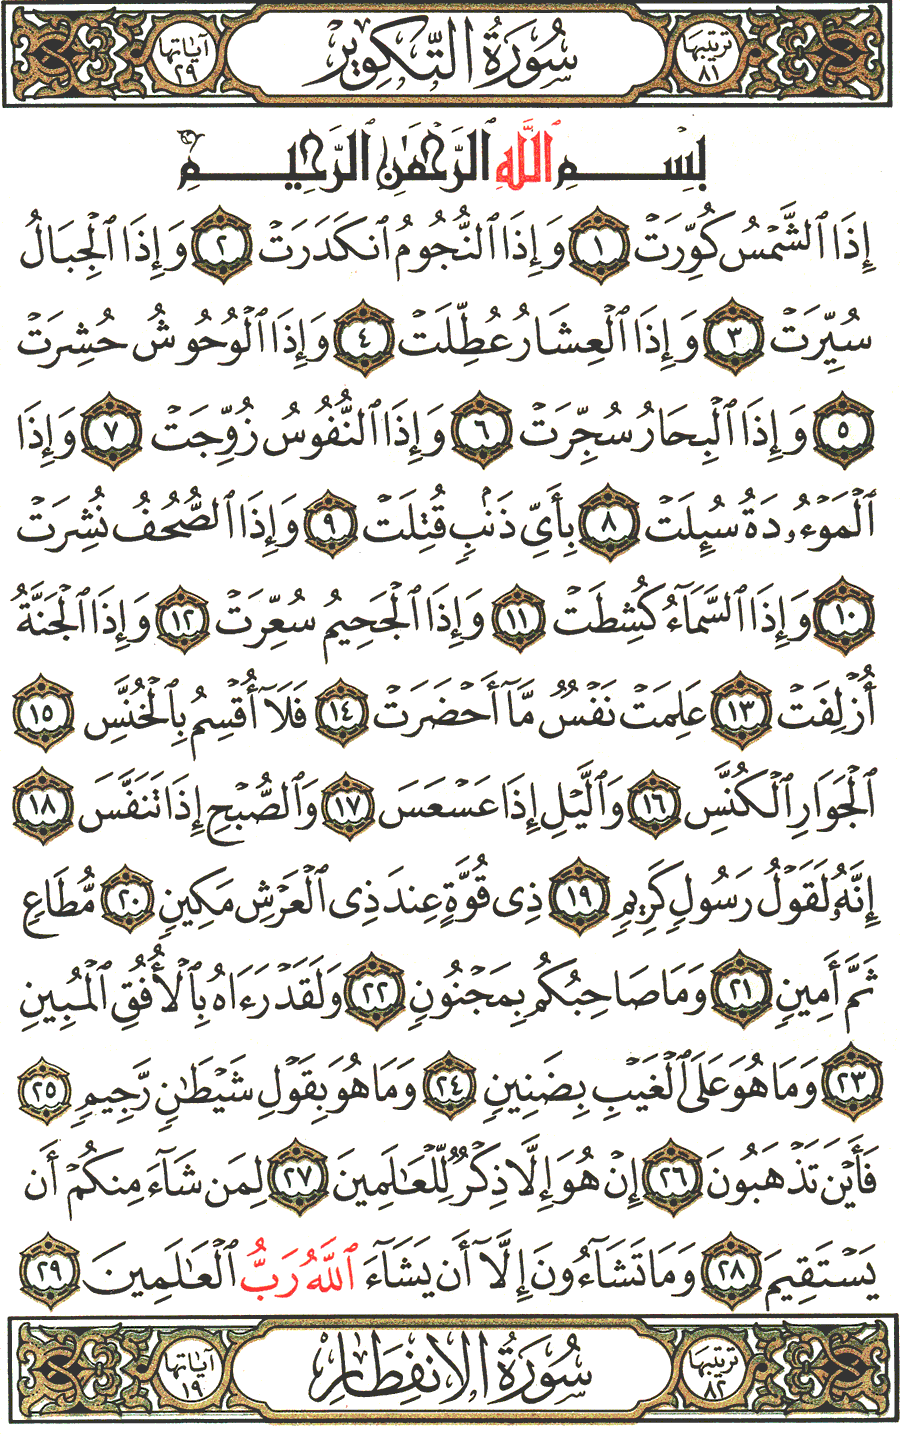 ترتيبها ٨١ سُورَةُ التَّكْوِير آياتها ٢٩
بِسْمِ ٱللَّهِ ٱلرَّحْمَٰنِ ٱلرَّحِيمِ
إِذَا ٱلشَّمْسُ كُوِّرَتْ ١ وَإِذَا ٱلنُّجُومُ ٱنكَدَرَتْ ٢ وَإِذَا ٱلْجِبَالُ
سُيِّرَتْ ٣ وَإِذَا ٱلْعِشَارُ عُطِّلَتْ ٤ وَإِذَا ٱلْوُحُوشُ حُشِرَتْ
٥ وَإِذَا ٱلْبِحَارُ سُجِّرَتْ ٦ وَإِذَا ٱلنُّفُوسُ زُوِّجَتْ ٧ وَإِذَا
ٱلْمَوْءُۥدَةُ سُئِلَتْ ٨ بِأَىِّ ذَنۢبٍ قُتِلَتْ ٩ وَإِذَا ٱلصُّحُفُ نُشِرَتْ
١٠ وَإِذَا ٱلسَّمَآءُ كُشِطَتْ ١١ وَإِذَا ٱلْجَحِيمُ سُعِّرَتْ ١٢ وَإِذَا ٱلْجَنَّةُ
أُزْلِفَتْ ١٣ عَلِمَتْ نَفْسٌ مَّآ أَحْضَرَتْ ١٤ فَلَآ أُقْسِمُ بِٱلْخُنَّسِ ١٥
ٱلْجَوَارِ ٱلْكُنَّسِ ١٦ وَٱلَّيْلِ إِذَا عَسْعَسَ ١٧ وَٱلصُّبْحِ إِذَا تَنَفَّسَ ١٨
إِنَّهُۥ لَقَوْلُ رَسُولٍ كَرِيمٍ ١٩ ذِى قُوَّةٍ عِندَ ذِى ٱلْعَرْشِ مَكِينٍ ٢٠ مُّطَاعٍ
ثَمَّ أَمِينٍ ٢١ وَمَا صَاحِبُكُم بِمَجْنُونٍ ٢٢ وَلَقَدْ رَءَاهُ بِٱلْأُفُقِ ٱلْمُبِينِ
٢٣ وَمَا هُوَ عَلَى ٱلْغَيْبِ بِضَنِينٍ ٢٤ وَمَا هُوَ بِقَوْلِ شَيْطَٰنٍ رَّجِيمٍ ٢٥
فَأَيْنَ تَذْهَبُونَ ٢٦ إِنْ هُوَ إِلَّا ذِكْرٌ لِّلْعَٰلَمِينَ ٢٧ لِمَن شَآءَ مِنكُمْ أَن
يَسْتَقِيمَ ٢٨ وَمَا تَشَآءُونَ إِلَّآ أَن يَشَآءَ ٱللَّهُ رَبُّ ٱلْعَٰلَمِينَ ٢٩
ترتيبها ٨٢ سُورَةُ الِانفِطَارِ آياتها ١٩